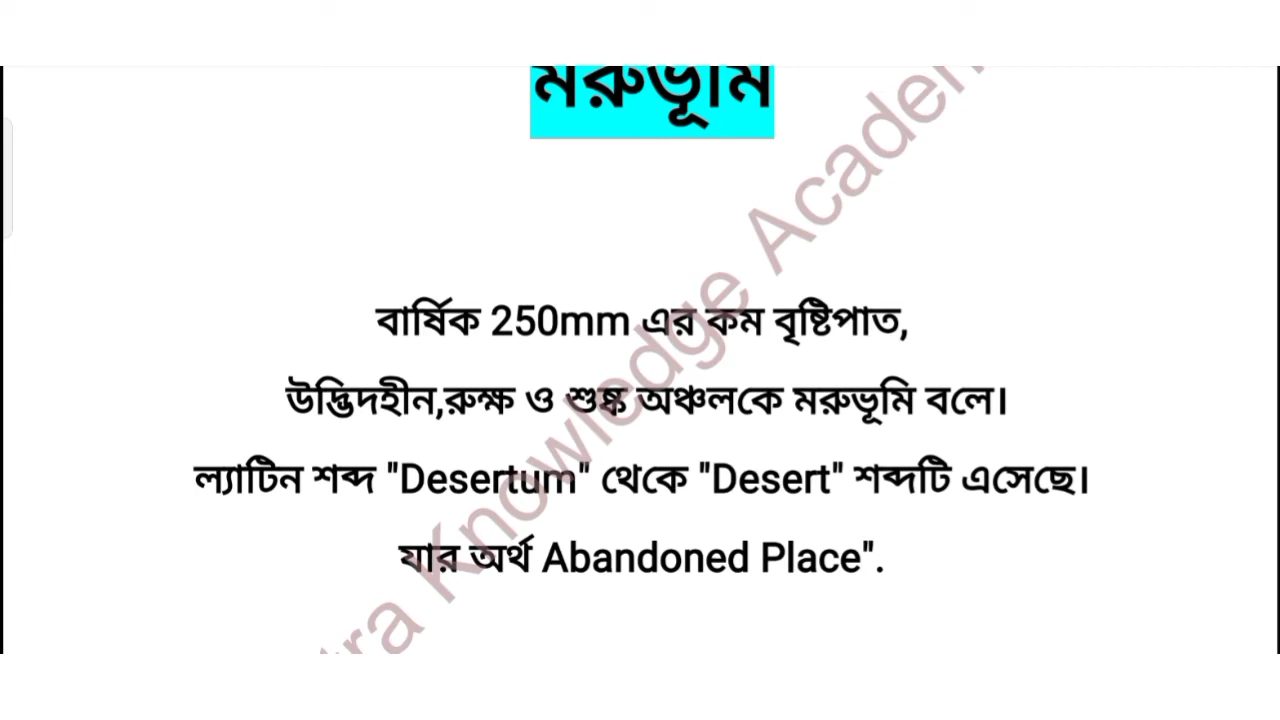 মরুভূমি
বার্ষিক 250mm এর কম বৃষ্টিপাত,
উদ্ভিদহীন,রুক্ষ ও শুষ্ক অঞ্চলকে মরুভূমি বলে।
ল্যাটিন শব্দ "Desertum" থেকে "Desert" শব্দটি এসেছে।
যার অর্থ Abandoned Place".
Knowledge